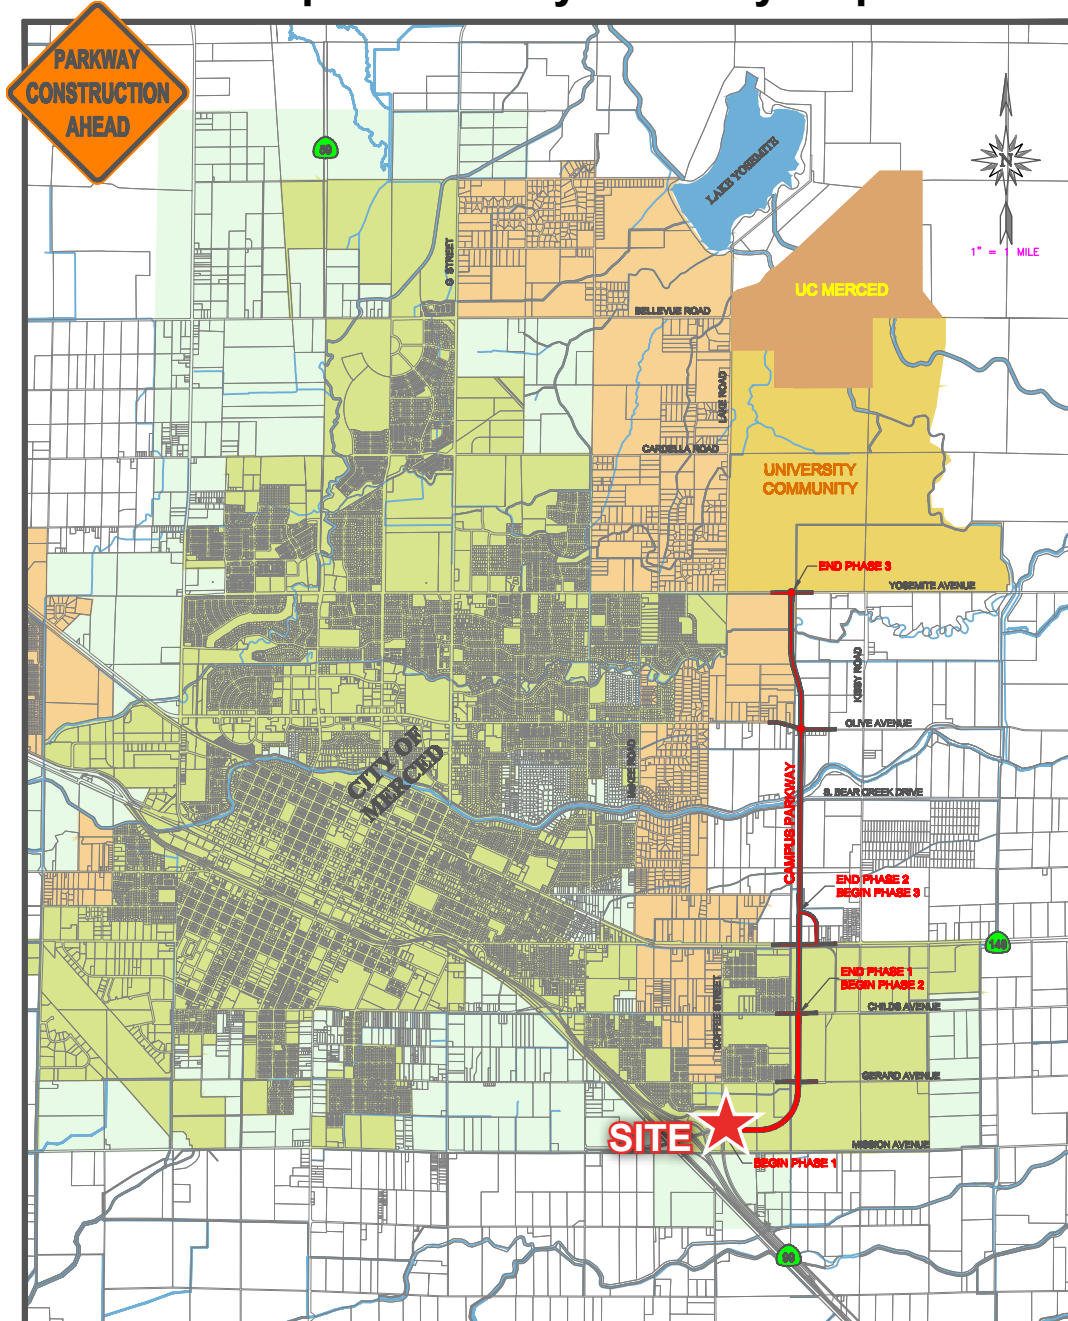 PARKWAY
CONSTRUCTION
AHEAD
59
LAKE YOSEMITE
N
1" = 1 MILE
G STREET
UC MERCED
BELLEVUE ROAD
LAKE ROAD
CARDELLA ROAD
UNIVERSITY
COMMUNITY
END PHASE 3
YOSEMITE AVENUE
KIBBY ROAD
OLIVE AVENUE
CITY OF
MERCED
MCKEE ROAD
CAMPUS PARKWAY
S. BEAR CREEK DRIVE
END PHASE 2
BEGIN PHASE 3
140
END PHASE 1
BEGIN PHASE 2
CHILDS AVENUE
COFFEE STREET
GERARD AVENUE
SITE
MISSION AVENUE
BEGIN PHASE 1
99